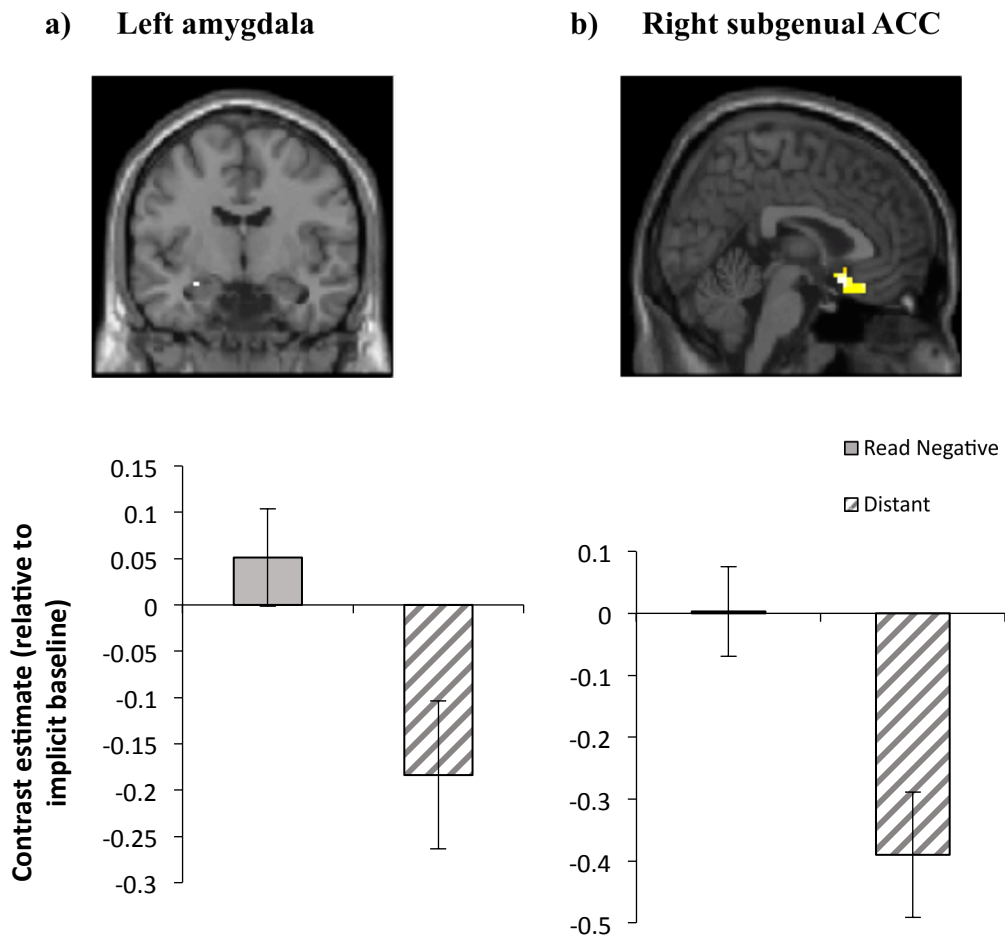 a) Left amygdala
b) Right subgenual ACC
Read Negative
Distant
Contrast estimate (relative to
implicit baseline)
0.15
0.1
0.05
0
-0.05
-0.1
-0.15
-0.2
-0.25
-0.3
0.1
0
-0.1
-0.2
-0.3
-0.4
-0.5